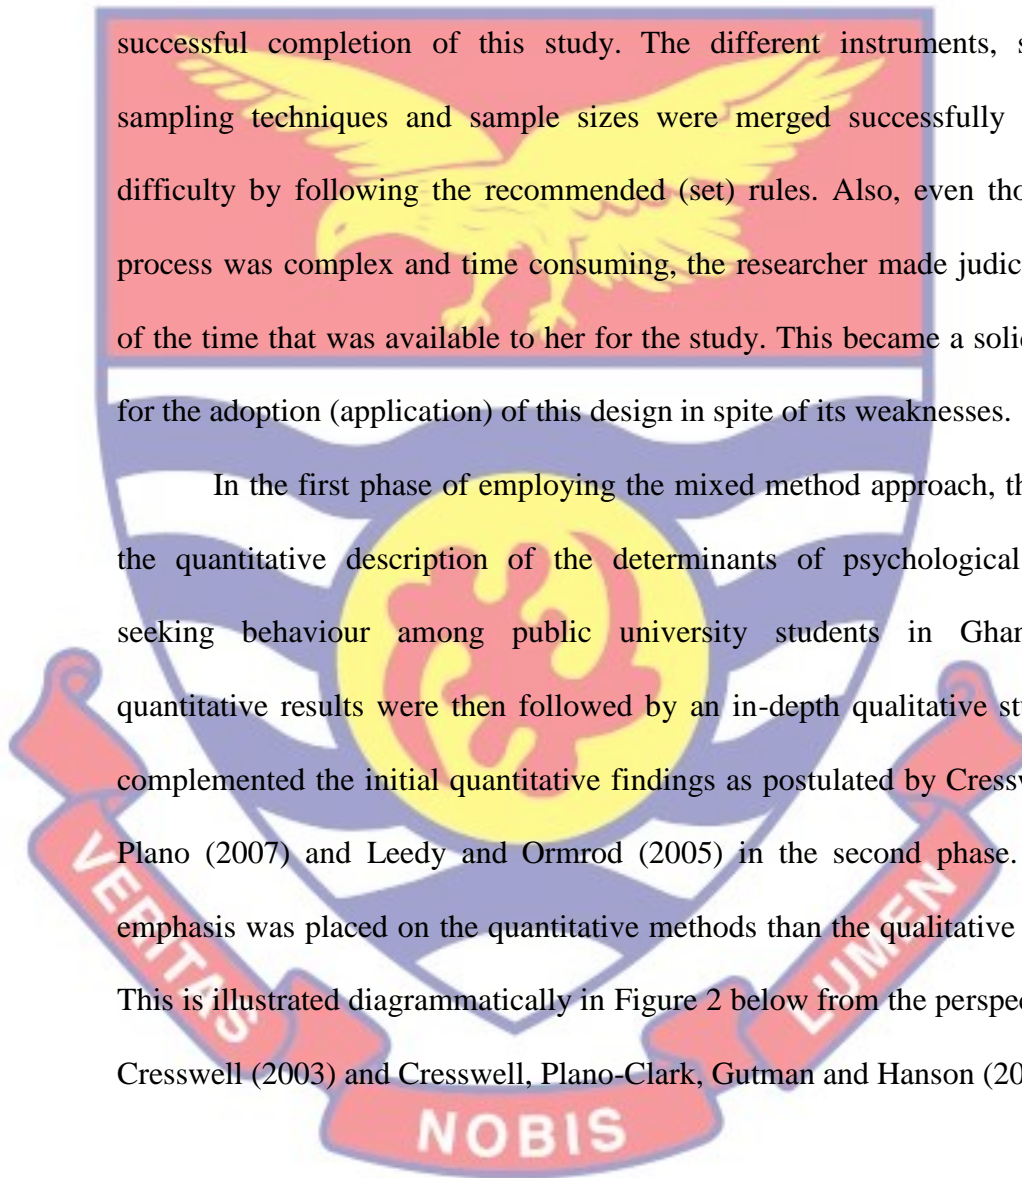 successful completion of this study. The different instruments, s
sampling techniques and sample sizes were merged successfully
difficulty by following the recommended (set) rules. Also, even tho
process was complex and time consuming, the researcher made judic
of the time that was available to her for the study. This became a solid
for the adoption (application) of this design in spite of its weaknesses.
In the first phase of employing the mixed method approach, th
the quantitative description of the determinants of psychological
seeking behaviour among public university students in Ghan
quantitative results were then followed by an in-depth qualitative stu
complemented the initial quantitative findings as postulated by Cressw
Plano (2007) and Leedy and Ormrod (2005) in the second phase.
emphasis was placed on the quantitative methods than the qualitative
This is illustrated diagrammatically in Figure 2 below from the perspec
Cresswell (2003) and Cresswell, Plano-Clark, Gutman and Hanson (20
VERITAS
NOBIS
LUMEN